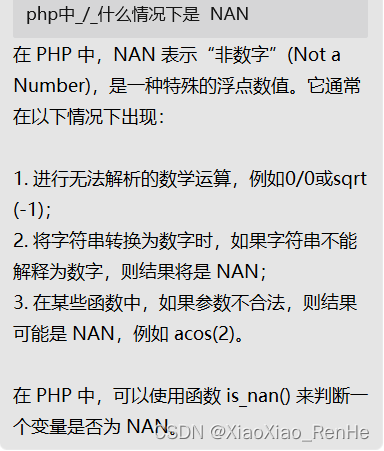 php中_/_什么情况下是 NAN
在 PHP 中，NAN 表示“非数字”(Not a
Number)，是一种特殊的浮点数值。它通常
在以下情况下出现：
1. 进行无法解析的数学运算，例如0/0或sqrt
(-1)；
2. 将字符串转换为数字时，如果字符串不能
解释为数字，则结果将是 NAN；
3. 在某些函数中，如果参数不合法，则结果
可能是 NAN，例如 acos(2)。
在 PHP 中，可以使用函数 is_nan() 来判断一
个变量是否为 NAN。
CSDN @XiaoXiao_RenHe